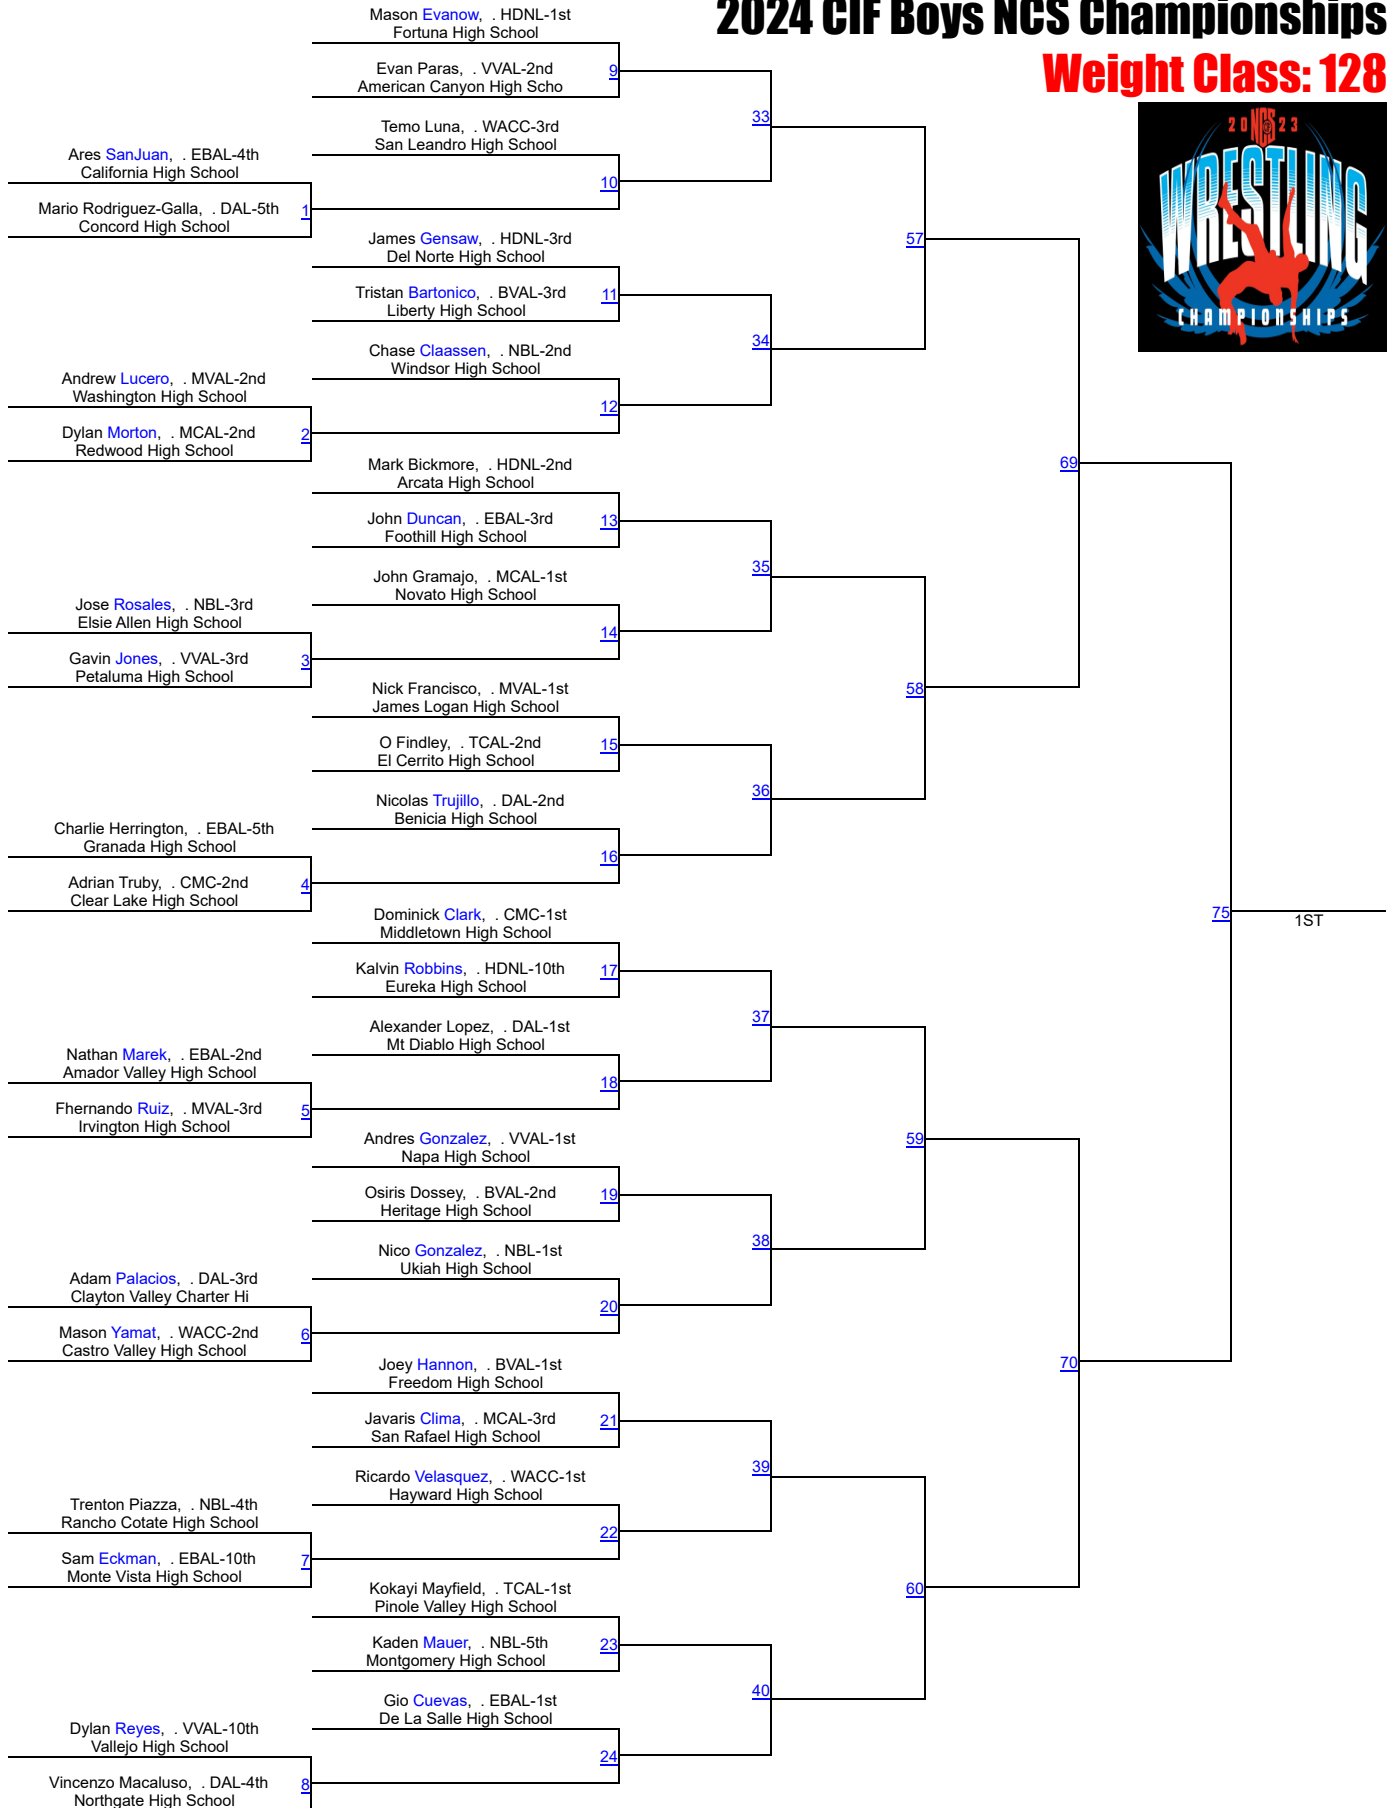 2024 CIF Boys NCS Championships
Weight Class: 128
20 NCS 23
WRESTLING
CHAMPIONSHIPS
Mason Evanow, . HDNL-1st
Fortuna High School
Evan Paras, . VVAL-2nd
American Canyon High Scho
9
33
Temo Luna, . WACC-3rd
San Leandro High School
10
Ares SanJuan, . EBAL-4th
California High School
Mario Rodriguez-Galla, . DAL-5th
Concord High School
1
James Gensaw, . HDNL-3rd
Del Norte High School
57
Tristan Bartonico, . BVAL-3rd
Liberty High School
11
34
Chase Claassen, . NBL-2nd
Windsor High School
12
Andrew Lucero, . MVAL-2nd
Washington High School
Dylan Morton, . MCAL-2nd
Redwood High School
2
69
Mark Bickmore, . HDNL-2nd
Arcata High School
John Duncan, . EBAL-3rd
Foothill High School
13
35
John Gramajo, . MCAL-1st
Novato High School
14
Jose Rosales, . NBL-3rd
Elsie Allen High School
Gavin Jones, . VVAL-3rd
Petaluma High School
3
Nick Francisco, . MVAL-1st
James Logan High School
58
O Findley, . TCAL-2nd
El Cerrito High School
15
36
Nicolas Trujillo, . DAL-2nd
Benicia High School
16
Charlie Herrington, . EBAL-5th
Granada High School
Adrian Truby, . CMC-2nd
Clear Lake High School
4
75
1ST
Dominick Clark, . CMC-1st
Middletown High School
Kalvin Robbins, . HDNL-10th
Eureka High School
17
37
Alexander Lopez, . DAL-1st
Mt Diablo High School
18
Nathan Marek, . EBAL-2nd
Amador Valley High School
Fhernando Ruiz, . MVAL-3rd
Irvington High School
5
Andres Gonzalez, . VVAL-1st
Napa High School
59
Osiris Dossey, . BVAL-2nd
Heritage High School
19
38
Nico Gonzalez, . NBL-1st
Ukiah High School
20
Adam Palacios, . DAL-3rd
Clayton Valley Charter Hi
Mason Yamat, . WACC-2nd
Castro Valley High School
6
70
Joey Hannon, . BVAL-1st
Freedom High School
Javaris Clima, . MCAL-3rd
San Rafael High School
21
39
Ricardo Velasquez, . WACC-1st
Hayward High School
22
Trenton Piazza, . NBL-4th
Rancho Cotate High School
Sam Eckman, . EBAL-10th
Monte Vista High School
7
Kokayi Mayfield, . TCAL-1st
Pinole Valley High School
60
Kaden Mauer, . NBL-5th
Montgomery High School
23
40
Gio Cuevas, . EBAL-1st
De La Salle High School
24
Dylan Reyes, . VVAL-10th
Vallejo High School
Vincenzo Macaluso, . DAL-4th
Northgate High School
8